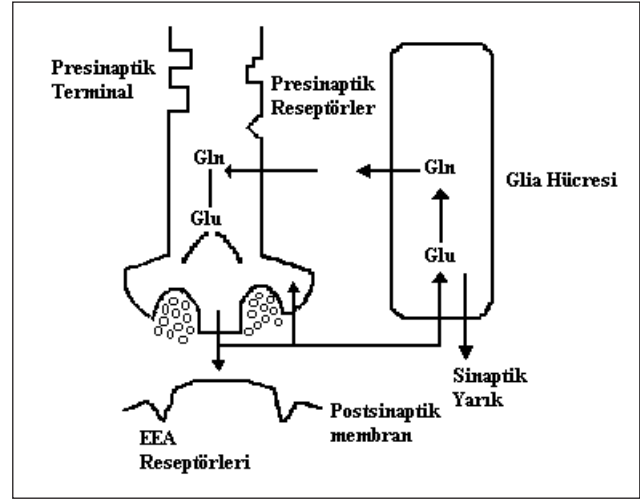 Presinaptik
Terminal
Presinaptik
Reseptörler
Gln
Gln
Glia Hücresi
Glu
Glu
Sinaptik
Yarık
EEA
Reseptörleri
Postsinaptik
membran